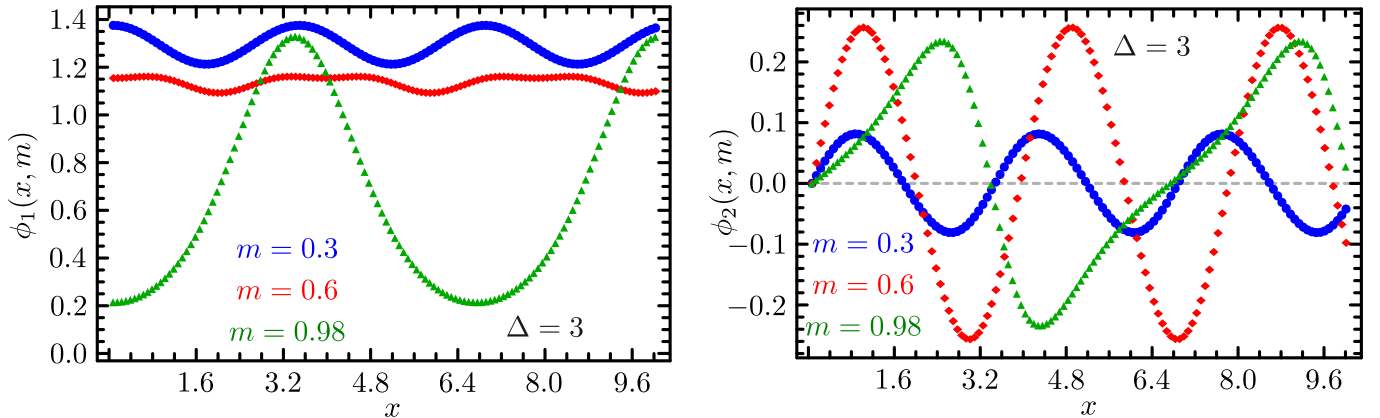 1.4
1.2
1.0
0.8
0.6
0.4
0.2
0.0
ϕ₁(x, m)
m = 0.3
m = 0.6
m = 0.98
Δ = 3
1.6 3.2 4.8 6.4 8.0 9.6
x
0.2
0.1
0.0
−0.1
−0.2
ϕ₂(x, m)
Δ = 3
m = 0.3
m = 0.6
m = 0.98
1.6 3.2 4.8 6.4 8.0 9.6
x